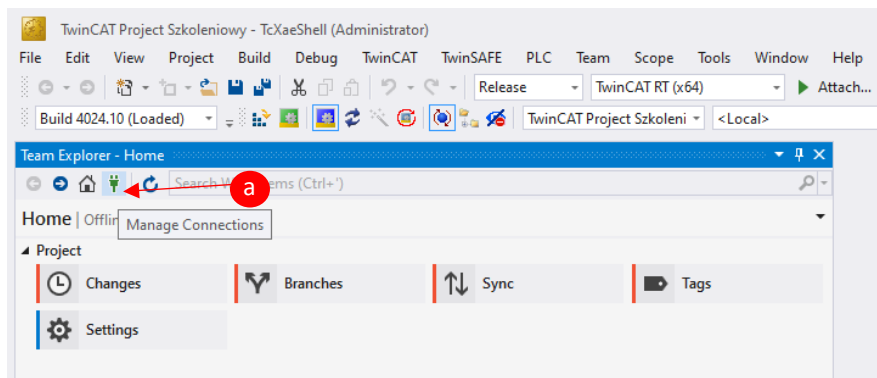 TwinCAT Project Szkoleniowy - TcXaeShell (Administrator)
File Edit View Project Build Debug TwinCAT TwinSAFE PLC Team Scope Tools Window Help
Release TwinCAT RT (x64) Attach...
Build 4024.10 (Loaded) TwinCAT Project Szkoleni <Local>
Team Explorer - Home
Search (Ctrl+')
a
Home | Offlin
Manage Connections
Project
Changes Branches Sync Tags
Settings